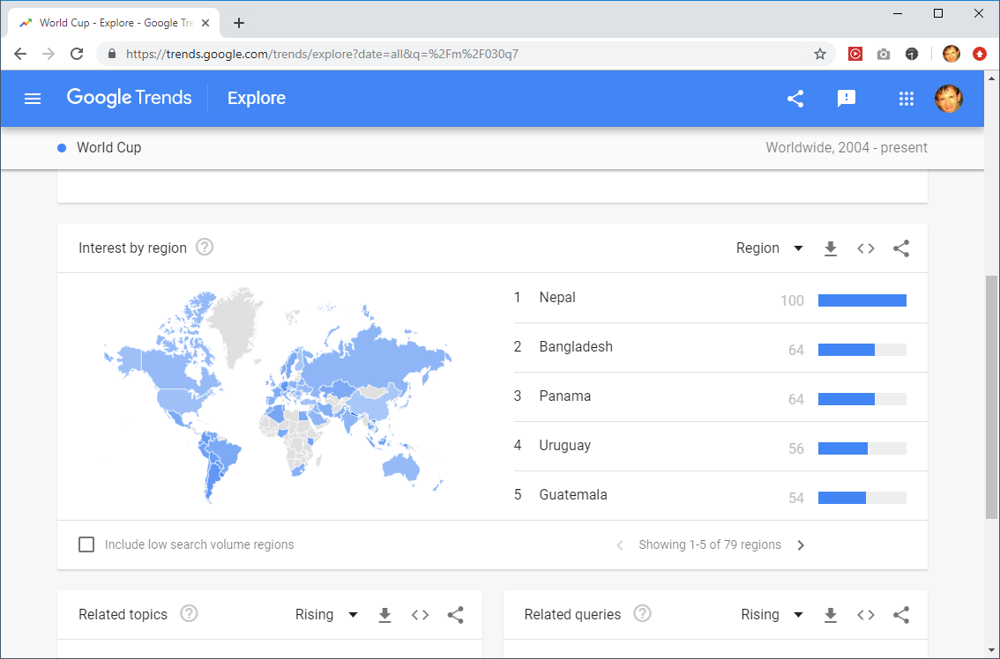 World Cup - Explore - Google Tre
https://trends.google.com/trends/explore?date=all&q=%2Fm%2F030q7
Google Trends Explore
World Cup Worldwide, 2004 - present
Interest by region Region
1 Nepal 100
2 Bangladesh 64
3 Panama 64
4 Uruguay 56
5 Guatemala 54
Include low search volume regions Showing 1-5 of 79 regions
Related topics Rising Related queries Rising